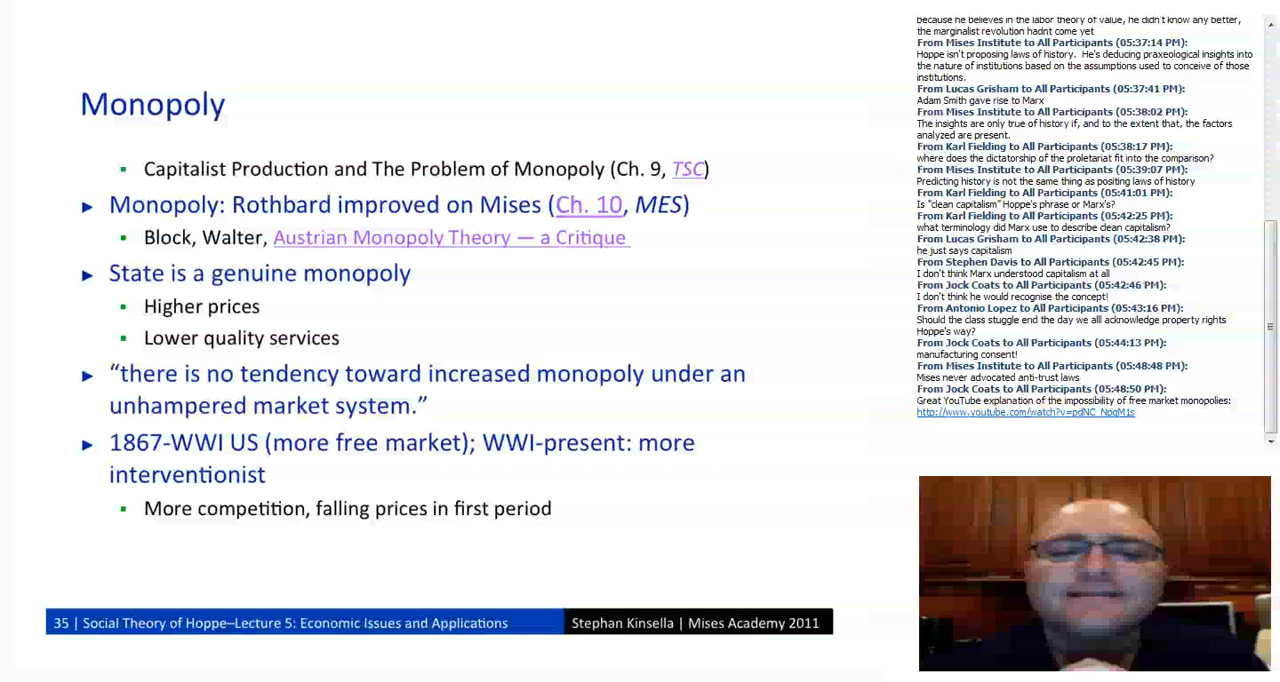 Monopoly
▪ Capitalist Production and The Problem of Monopoly (Ch. 9, TSC)
► Monopoly: Rothbard improved on Mises (Ch. 10, MES)
▪ Block, Walter, Austrian Monopoly Theory — a Critique
► State is a genuine monopoly
▪ Higher prices
▪ Lower quality services
► “there is no tendency toward increased monopoly under an
unhampered market system.”
► 1867-WWI US (more free market); WWI-present: more
interventionist
▪ More competition, falling prices in first period
35 | Social Theory of Hoppe–Lecture 5: Economic Issues and Applications
Stephan Kinsella | Mises Academy 2011
because he believes in the labor theory of value, he didn't know any better,
the marginalist revolution hadnt come yet
From Mises Institute to All Participants (05:37:14 PM):
Hoppe isn't proposing laws of history. He's deducing praxeological insights into
the nature of institutions based on the assumptions used to conceive of those
institutions.
From Lucas Grisham to All Participants (05:37:41 PM):
Adam Smith gave rise to Marx
From Mises Institute to All Participants (05:38:02 PM):
The insights are only true of history if, and to the extent that, the factors
analyzed are present.
From Karl Fielding to All Participants (05:38:17 PM):
where does the dictatorship of the proletariat fit into the comparison?
From Mises Institute to All Participants (05:39:07 PM):
Predicting history is not the same thing as positing laws of history
From Karl Fielding to All Participants (05:41:01 PM):
Is "clean capitalism" Hoppe's phrase or Marx's?
From Karl Fielding to All Participants (05:42:25 PM):
what terminology did Marx use to describe clean capitalism?
From Lucas Grisham to All Participants (05:42:38 PM):
he just says capitalism
From Stephen Davis to All Participants (05:42:45 PM):
I don't think Marx understood capitalism at all
From Jock Coats to All Participants (05:42:46 PM):
I don't think he would recognise the concept!
From Antonio Lopez to All Participants (05:43:16 PM):
Should the class stuggle end the day we alll acknowledge property rights
Hoppe's way?
From Jock Coats to All Participants (05:44:13 PM):
manufacturing consent!
From Mises Institute to All Participants (05:48:48 PM):
Mises never advocated anti-trust laws
From Jock Coats to All Participants (05:48:50 PM):
Great YouTube explanation of the impossibility of free market monopolies:
http://www.youtube.com/watch?v=pdNC_NpqM1s